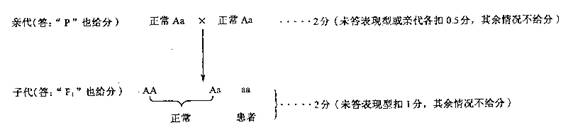 亲代(答:“P”也给分) 正常 Aa × 正常 Aa ·····2分(未答表现型或亲代各扣 0.5分,其余情况不给分)
子代(答:“F₁”也给分) AA Aa aa
正常 患者 ·····2分(未答表现型扣1分,其余情况不给分)